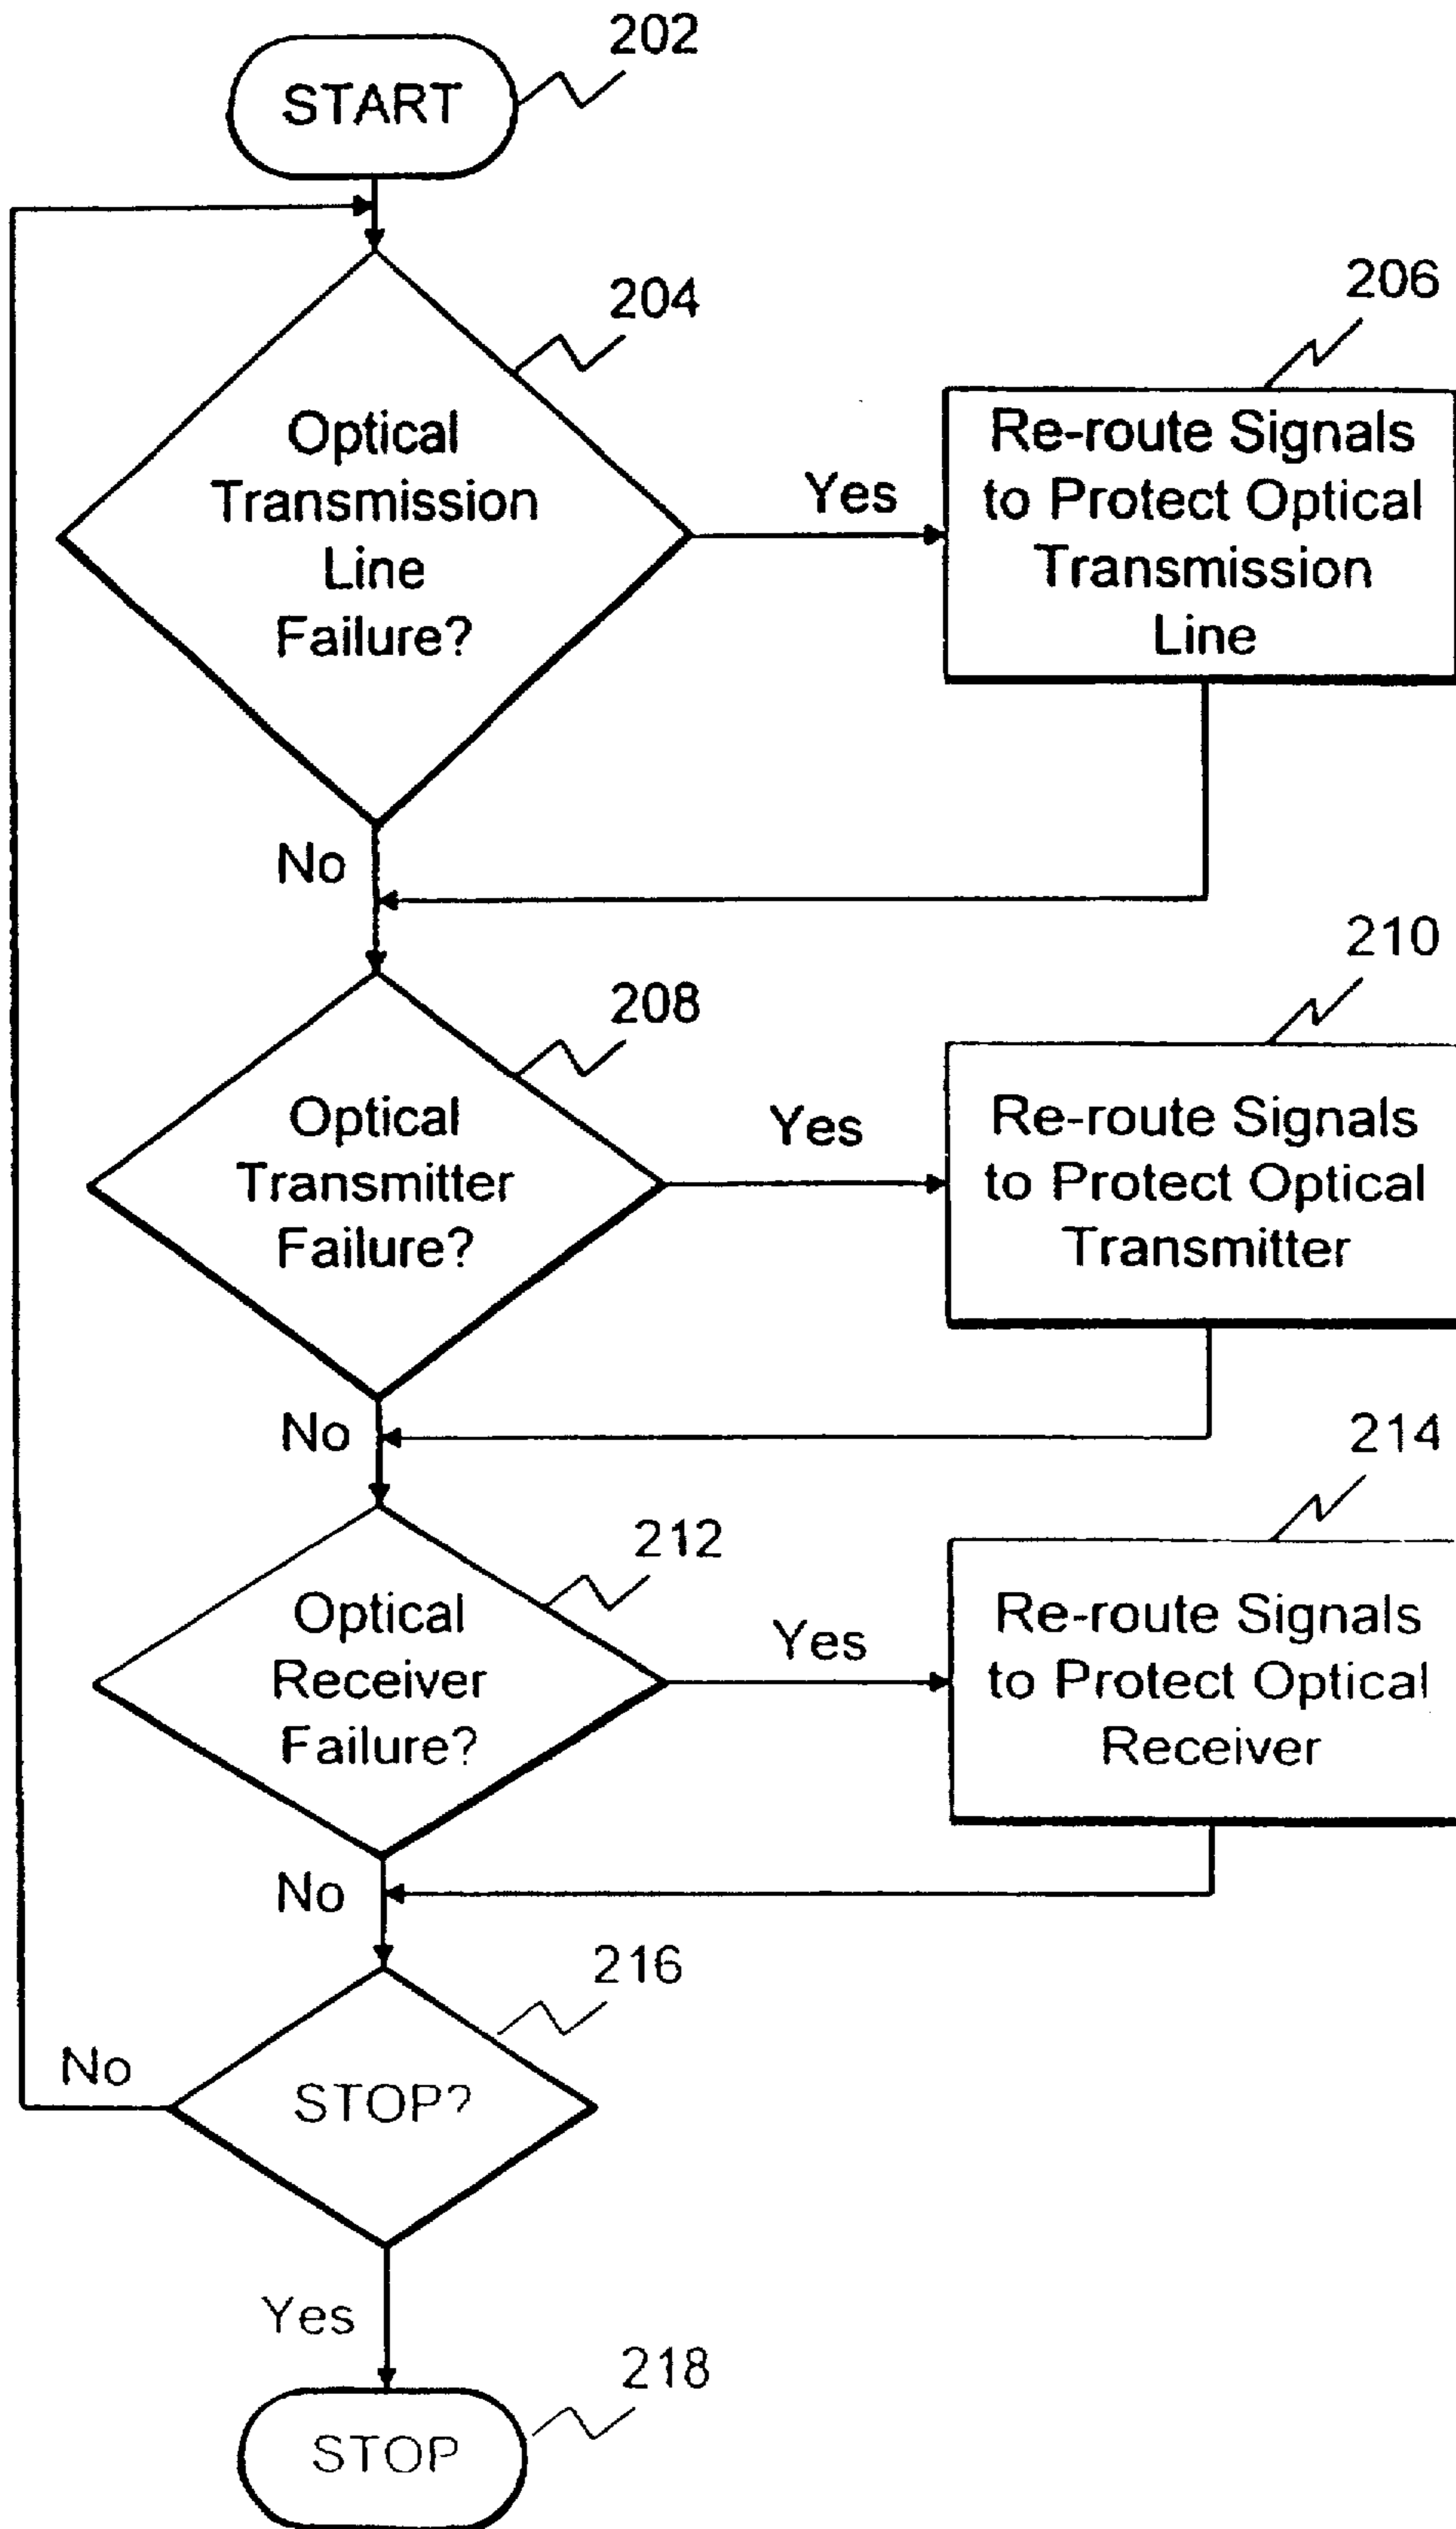 202
START
204
206
Optical
Transmission
Line
Failure?
Yes
Re-route Signals
to Protect Optical
Transmission
Line
No
208
210
Optical
Transmitter
Failure?
Yes
Re-route Signals
to Protect Optical
Transmitter
No
212
214
Optical
Receiver
Failure?
Yes
Re-route Signals
to Protect Optical
Receiver
No
216
No
STOP?
Yes
218
STOP